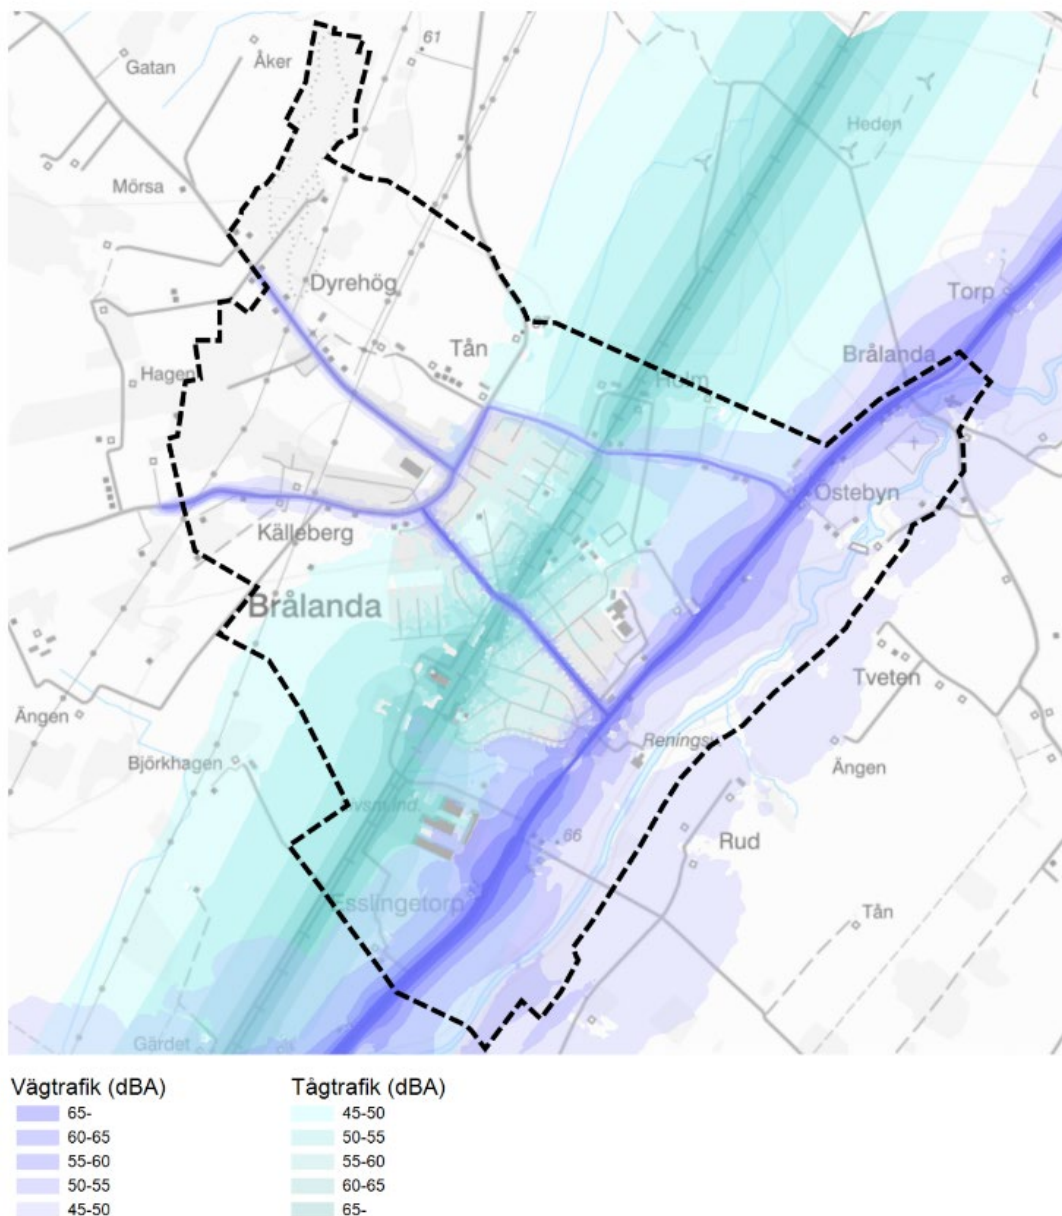 61
Gatan
Åker
Heden
Mörsa
Dyrehög
Torp
67
Tån
Brålanda
Hagen
Holm
Östebyn
Källeberg
Brålanda
Tveten
Ängen
Reningsv.
Björkhagen
Ängen
66
Rud
Esslingetorp
Tån
Gärdet
Vägtrafik (dBA)
65-
60-65
55-60
50-55
45-50
Tågtrafik (dBA)
45-50
50-55
55-60
60-65
65-